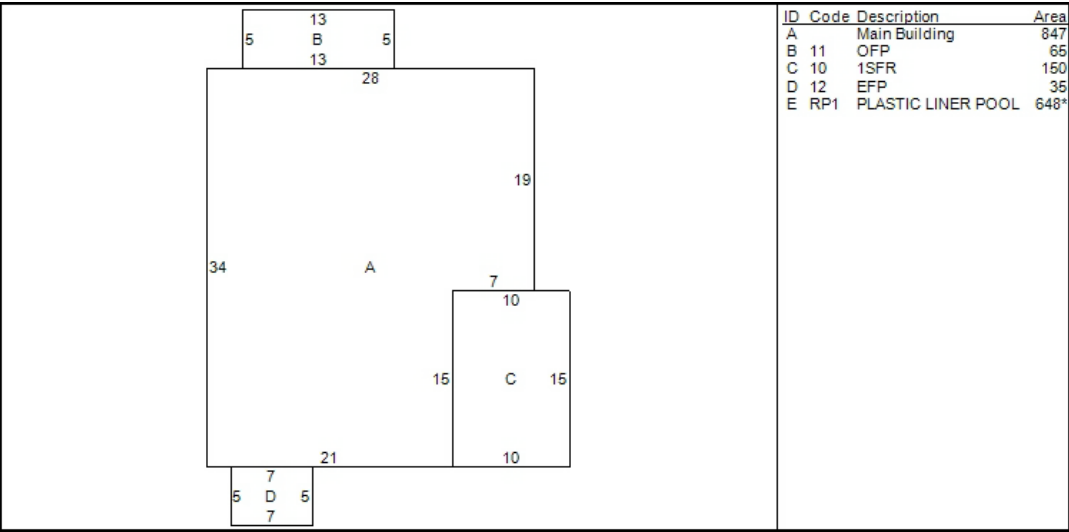 13
5 B 5
13
28
19
34 A
7
10
15 C 15
21 10
7
5 D 5
7
ID Code Description Area
A Main Building 847
B 11 OFP 65
C 10 1SFR 150
D 12 EFP 35
E RP1 PLASTIC LINER POOL 648*